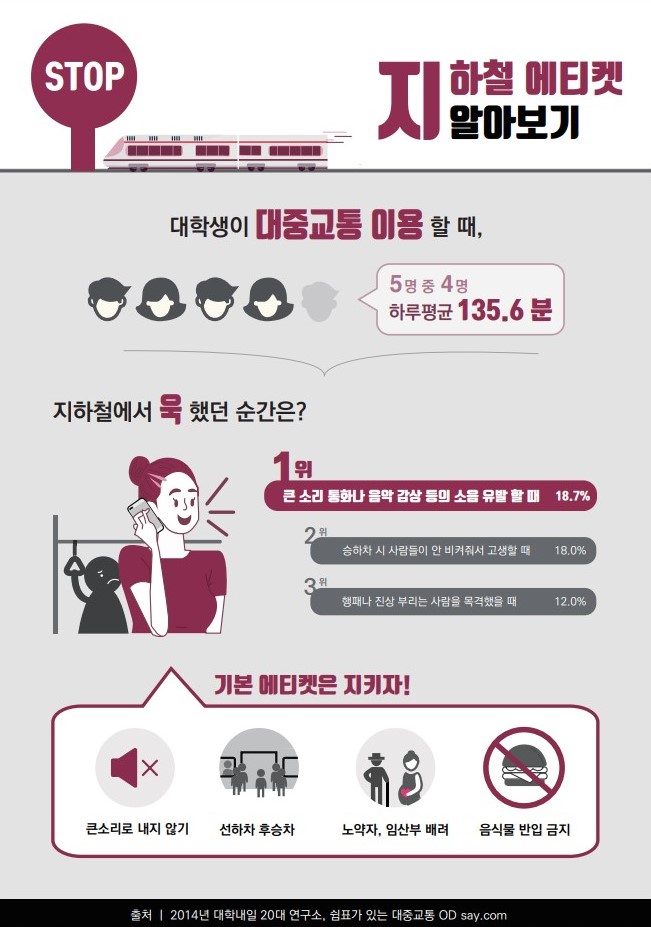 STOP
지하철 에티켓
알아보기
대학생이 대중교통 이용 할 때,
5명 중 4명
하루평균 135.6 분
지하철에서 욱 했던 순간은?
1위
큰 소리 통화나 음악 감상 등의 소음 유발 할 때 18.7%
2위
승하차 시 사람들이 안 비켜줘서 고생할 때 18.0%
3위
행패나 진상 부리는 사람을 목격했을 때 12.0%
기본 에티켓은 지키자!
큰소리로 내지 않기
선하차 후승차
노약자, 임산부 배려
음식물 반입 금지
출처 | 2014년 대학내일 20대 연구소, 쉼표가 있는 대중교통 OD say.com